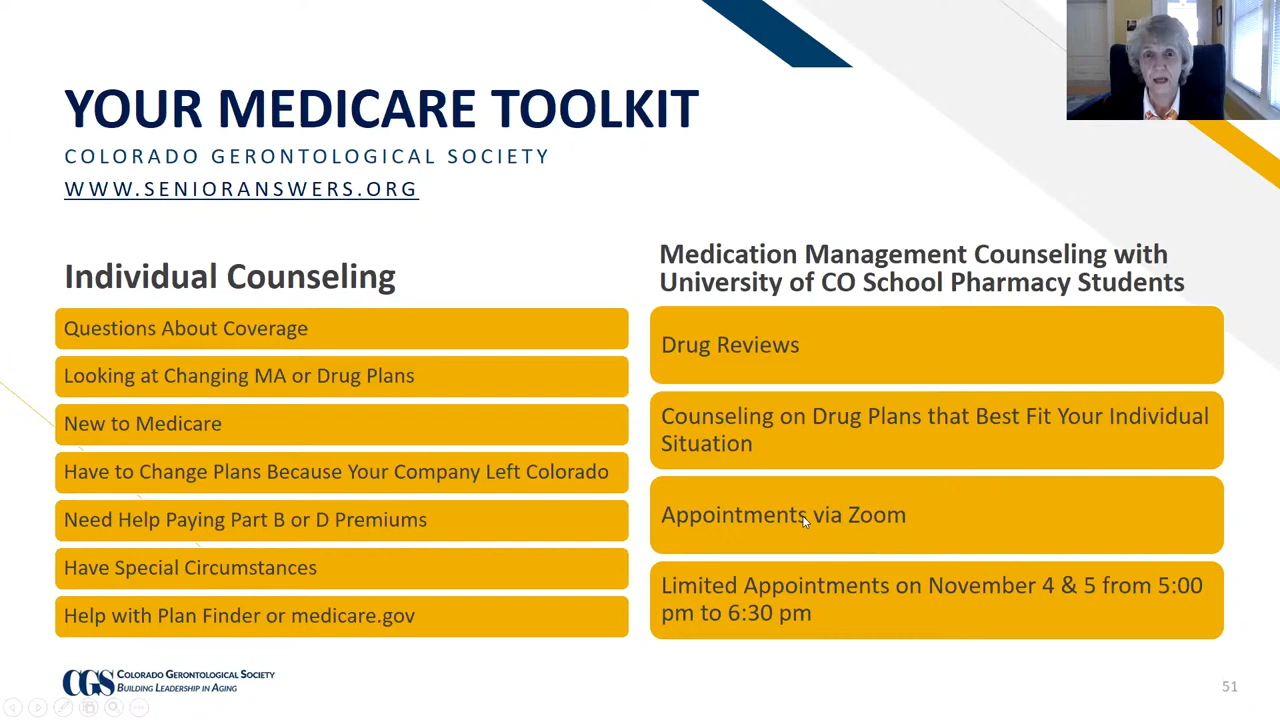 YOUR MEDICARE TOOLKIT
COLORADO GERONTOLOGICAL SOCIETY
WWW.SENIORANSWERS.ORG
Individual Counseling
Questions About Coverage
Looking at Changing MA or Drug Plans
New to Medicare
Have to Change Plans Because Your Company Left Colorado
Need Help Paying Part B or D Premiums
Have Special Circumstances
Help with Plan Finder or medicare.gov
Medication Management Counseling with
University of CO School Pharmacy Students
Drug Reviews
Counseling on Drug Plans that Best Fit Your Individual
Situation
Appointments via Zoom
Limited Appointments on November 4 & 5 from 5:00
pm to 6:30 pm
CGS COLORADO GERONTOLOGICAL SOCIETY
BUILDING LEADERSHIP IN AGING
51